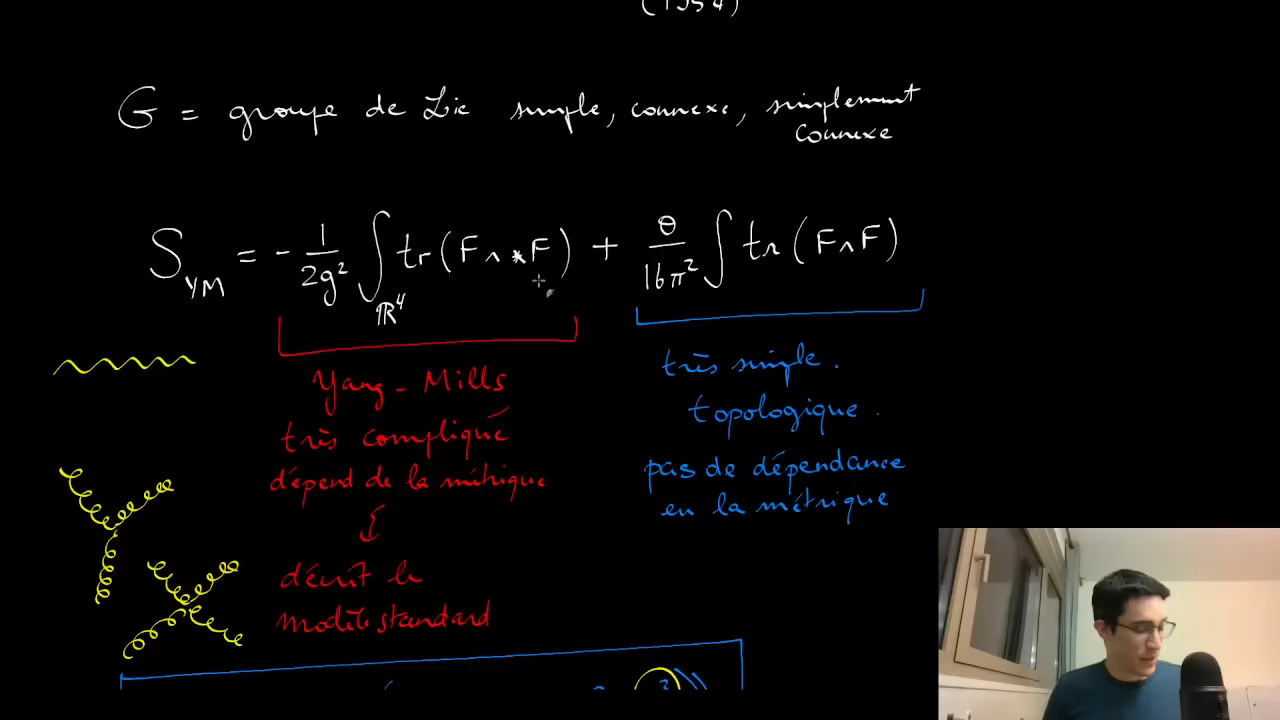 (1954)
G = groupe de Lie simple, connexe, simplement
connexe
S_YM = - 1/2g² ∫_ℝ⁴ tr (F ∧ *F) + θ/16π² ∫ tr (F ∧ F)
Yang - Mills
très compliqué
dépend de la métrique
décrit le
modèle standard
très simple.
topologique.
pas de dépendance
en la métrique